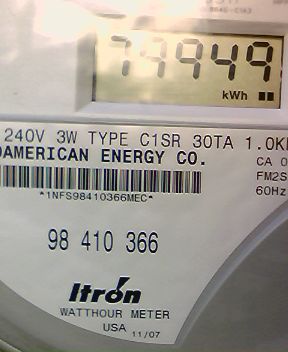 79949
kWh
240V 3W TYPE C1SR 30TA 1.0K
AMERICAN ENERGY CO.
CA 0
FM2S
60Hz
*1NFS98410366MEC*
98 410 366
Itron
WATTHOUR METER
USA 11/07